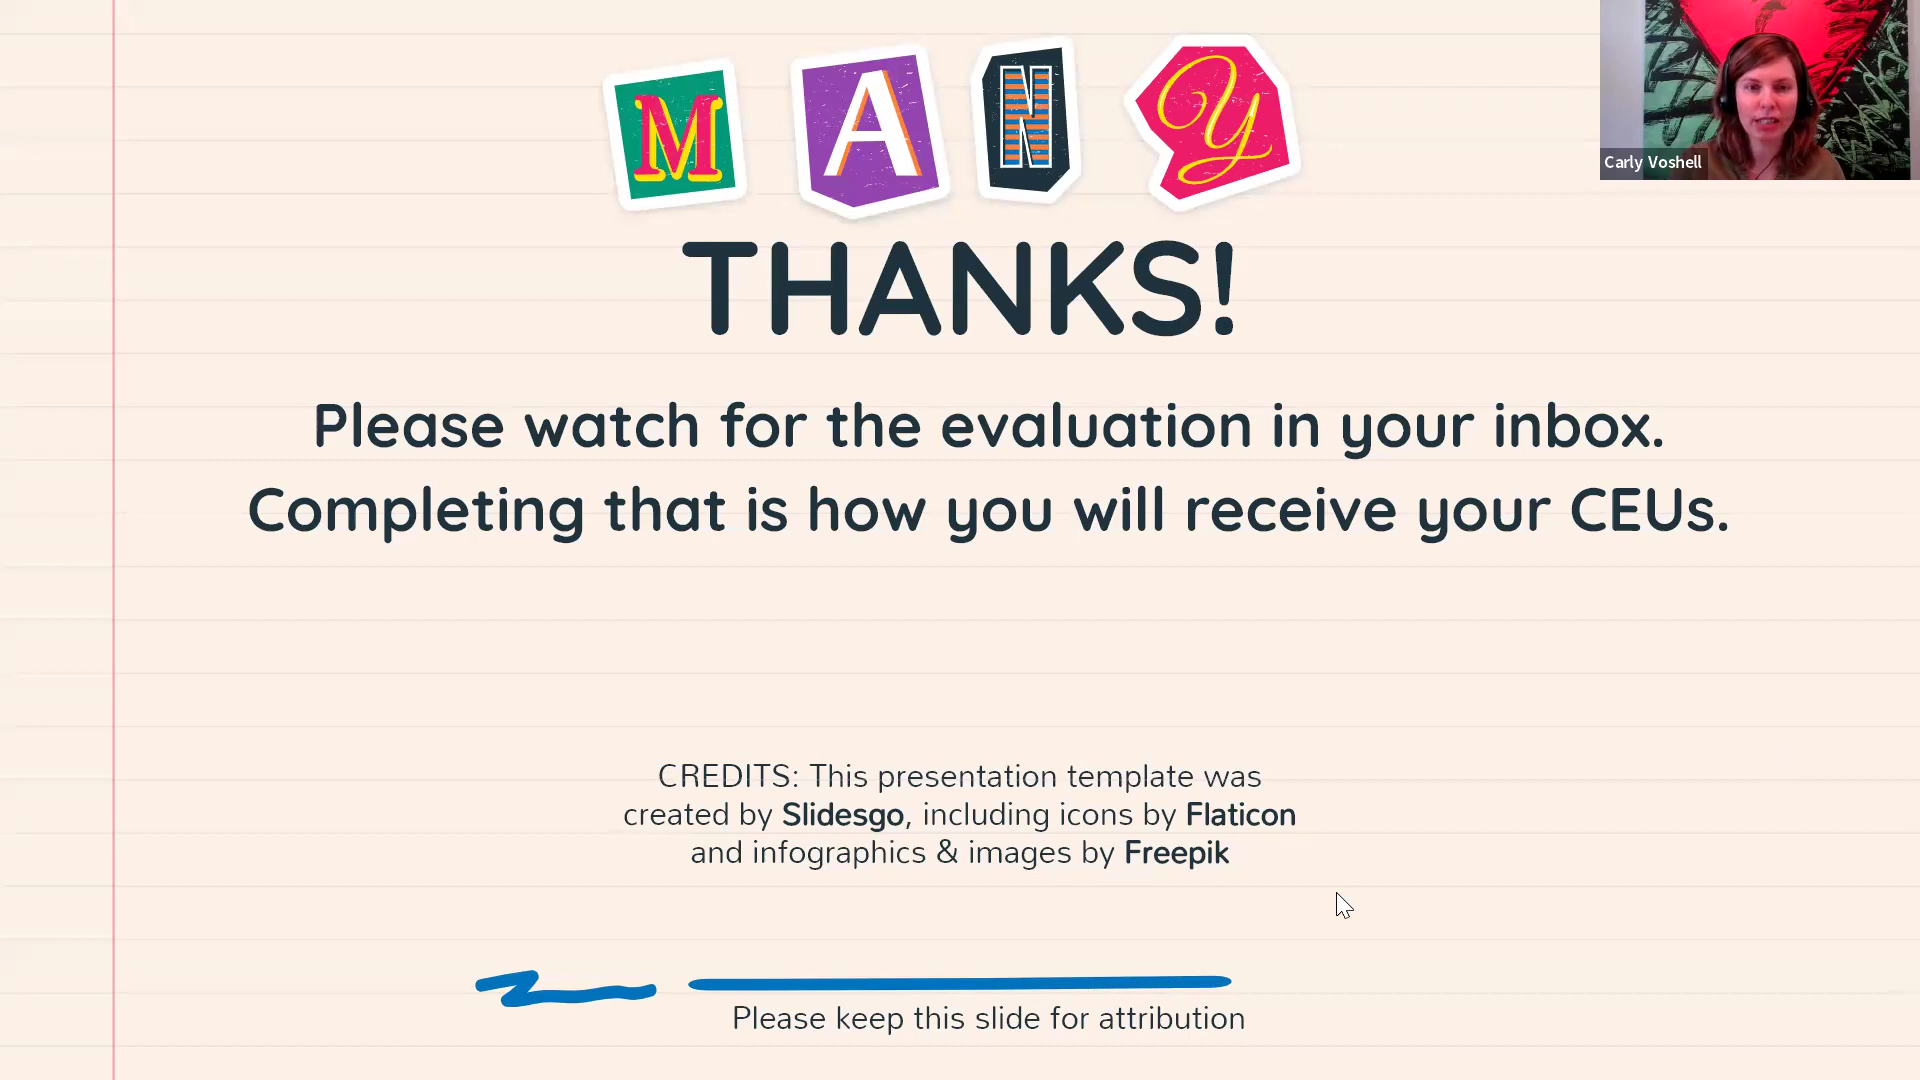 MANY
THANKS!
Please watch for the evaluation in your inbox.
Completing that is how you will receive your CEUs.
CREDITS: This presentation template was
created by Slidesgo, including icons by Flaticon
and infographics & images by Freepik
Please keep this slide for attribution
Carly Voshell